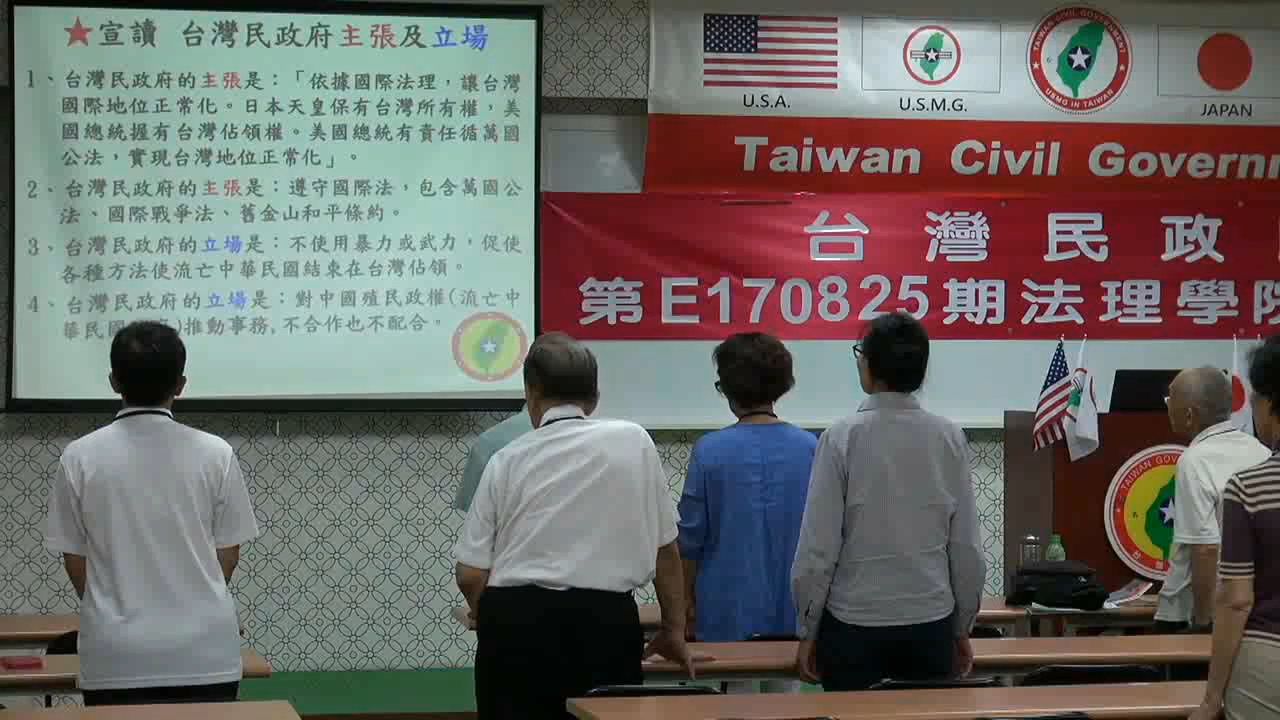 ★宣讀 台灣民政府主張及立場
1、台灣民政府的主張是：「依據國際法理，讓台灣
國際地位正常化。日本天皇保有台灣所有權，美
國總統握有台灣佔領權。美國總統有責任循萬國
公法，實現台灣地位正常化」。
2、台灣民政府的主張是：遵守國際法，包含萬國公
法、國際戰爭法、舊金山和平條約。
3、台灣民政府的立場是：不使用暴力或武力，促使
各種方法使流亡中華民國結束在台灣佔領。
4、台灣民政府的立場是：對中國殖民政權(流亡中
華民國)推動事務,不合作也不配合。
U.S.A.
U.S.M.G.
TAIWAN CIVIL GOVERNMENT
USMG IN TAIWAN
JAPAN
Taiwan Civil Governm
台灣民政
第E170825期法理學院
TAIWAN GOVER